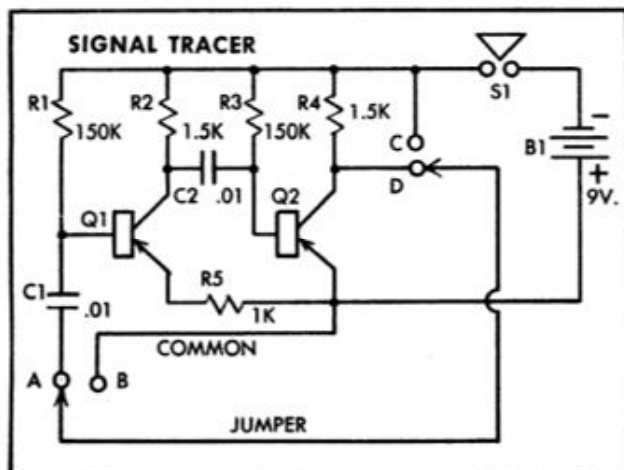 SIGNAL TRACER
S1
R1
150K
R2
1.5K
R3
150K
R4
1.5K
C
D
B1
-
+
9V.
C2
.01
Q1
Q2
C1
.01
R5
1K
COMMON
A
B
JUMPER